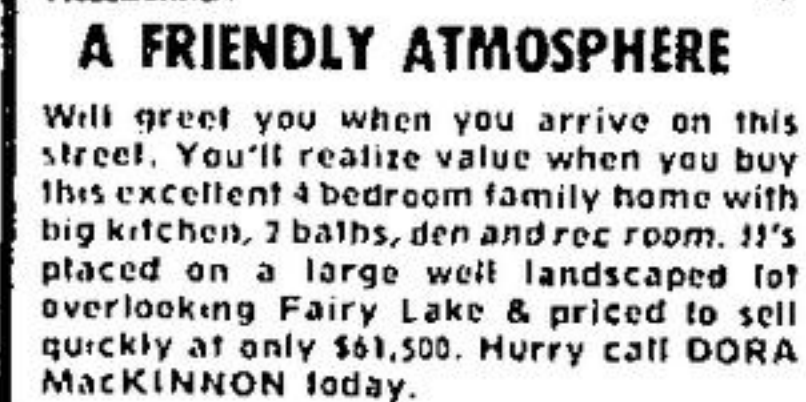 A FRIENDLY ATMOSPHERE
Will greet you when you arrive on this
street. You'll realize value when you buy
this excellent 4 bedroom family home with
big kitchen, 2 baths, den and rec room. It's
placed on a large well landscaped lot
overlooking Fairy Lake & priced to sell
quickly at only $61,500. Hurry call DORA
MacKINNON today.